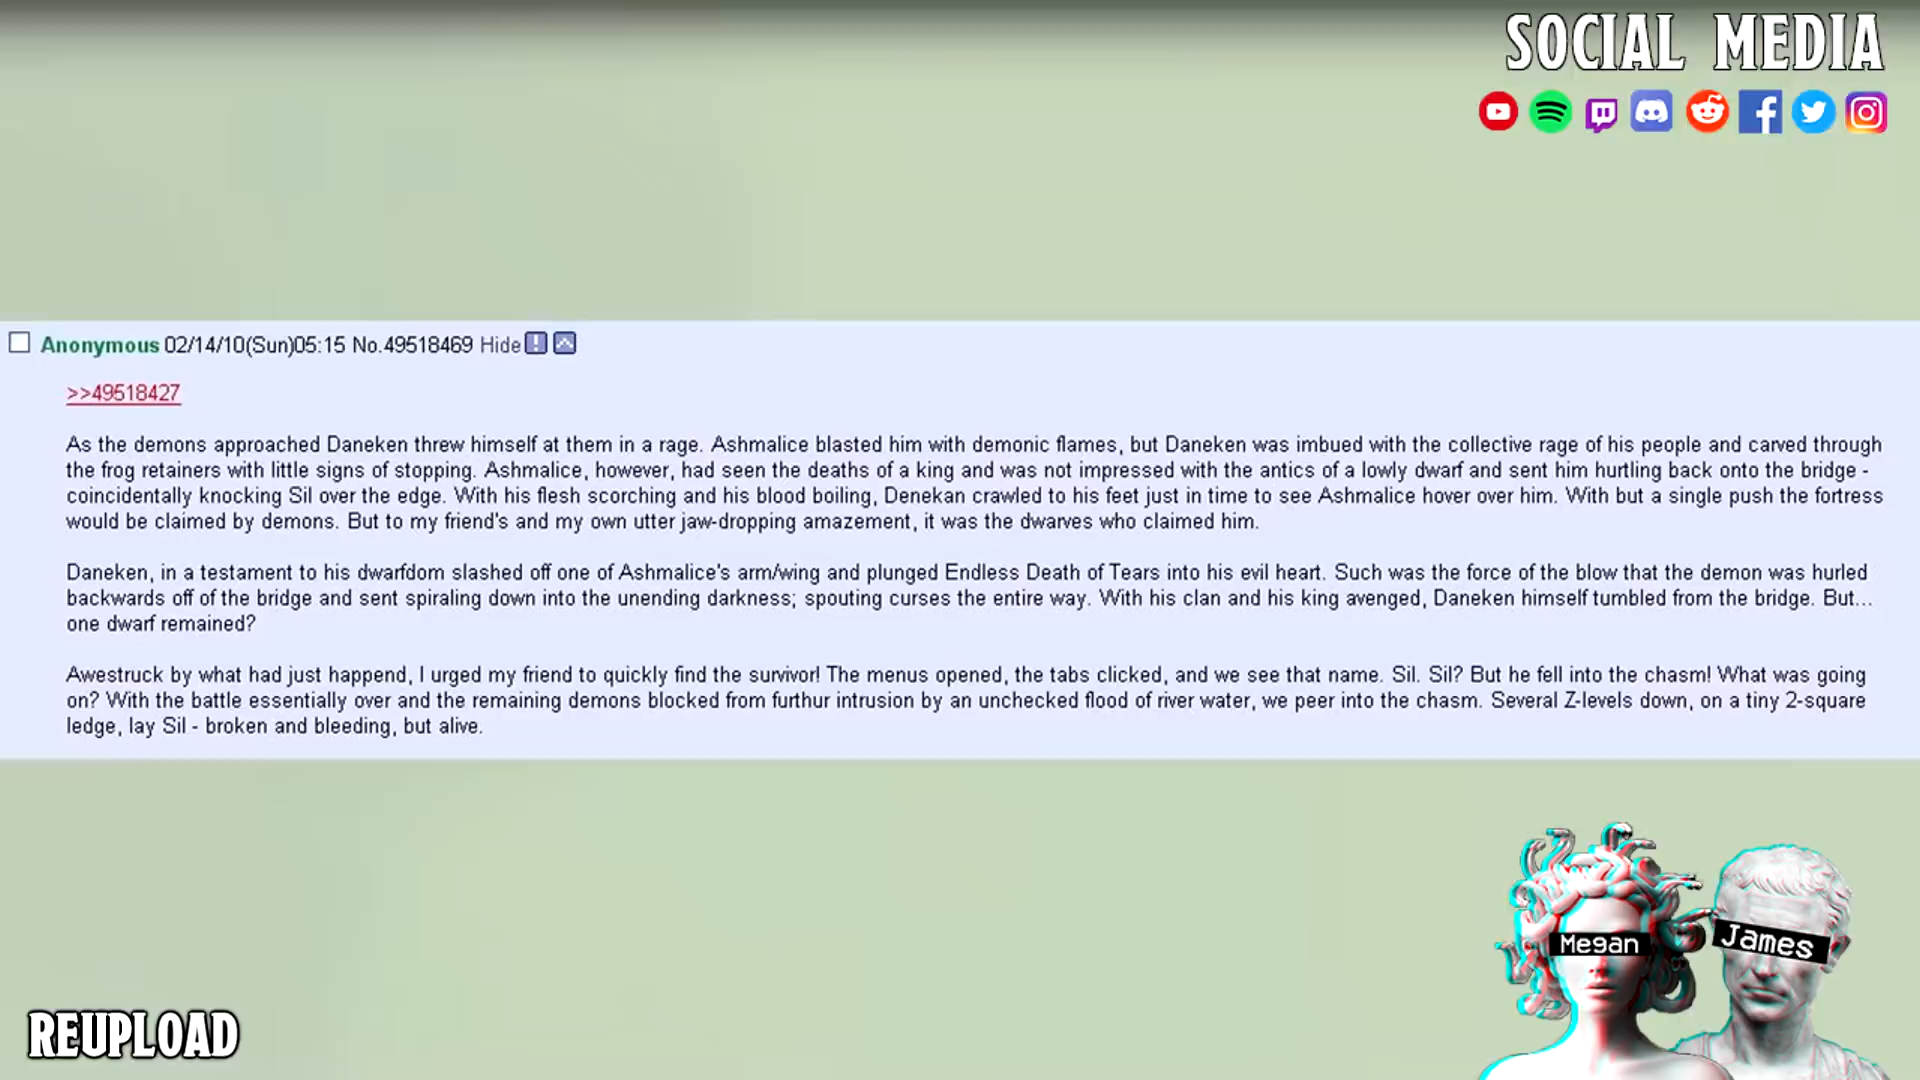 SOCIAL MEDIA
Anonymous 02/14/10(Sun)05:15 No.49518469 Hide
>>49518427
As the demons approached Daneken threw himself at them in a rage. Ashmalice blasted him with demonic flames, but Daneken was imbued with the collective rage of his people and carved through
the frog retainers with little signs of stopping. Ashmalice, however, had seen the deaths of a king and was not impressed with the antics of a lowly dwarf and sent him hurtling back onto the bridge -
coincidentally knocking Sil over the edge. With his flesh scorching and his blood boiling, Denekan crawled to his feet just in time to see Ashmalice hover over him. With but a single push the fortress
would be claimed by demons. But to my friend's and my own utter jaw-dropping amazement, it was the dwarves who claimed him.
Daneken, in a testament to his dwarfdom slashed off one of Ashmalice's arm/wing and plunged Endless Death of Tears into his evil heart. Such was the force of the blow that the demon was hurled
backwards off of the bridge and sent spiraling down into the unending darkness; spouting curses the entire way. With his clan and his king avenged, Daneken himself tumbled from the bridge. But...
one dwarf remained?
Awestruck by what had just happend, I urged my friend to quickly find the survivor! The menus opened, the tabs clicked, and we see that name. Sil. Sil? But he fell into the chasm! What was going
on? With the battle essentially over and the remaining demons blocked from furthur intrusion by an unchecked flood of river water, we peer into the chasm. Several Z-levels down, on a tiny 2-square
ledge, lay Sil - broken and bleeding, but alive.
Megan
James
REUPLOAD